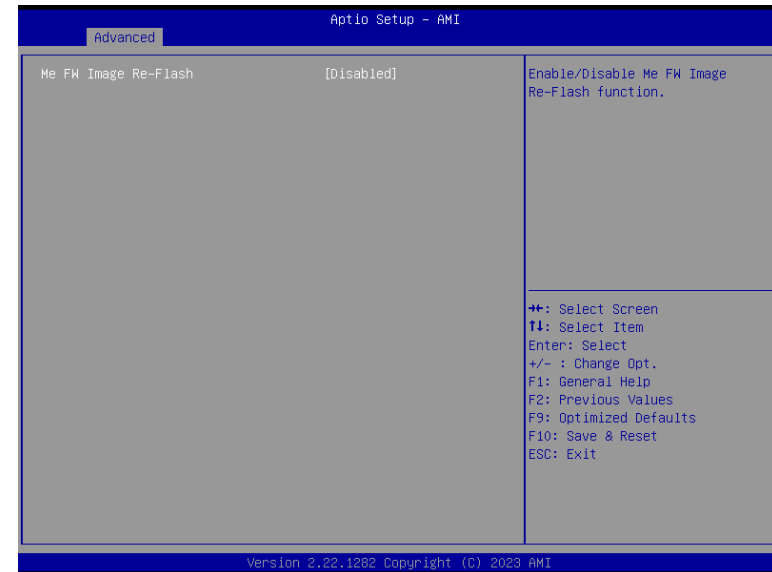 Aptio Setup – AMI
Advanced
Me FW Image Re-Flash [Disabled]
Enable/Disable Me FW Image
Re-Flash function.
→←: Select Screen
↑↓: Select Item
Enter: Select
+/- : Change Opt.
F1: General Help
F2: Previous Values
F9: Optimized Defaults
F10: Save & Reset
ESC: Exit
Version 2.22.1282 Copyright (C) 2023 AMI